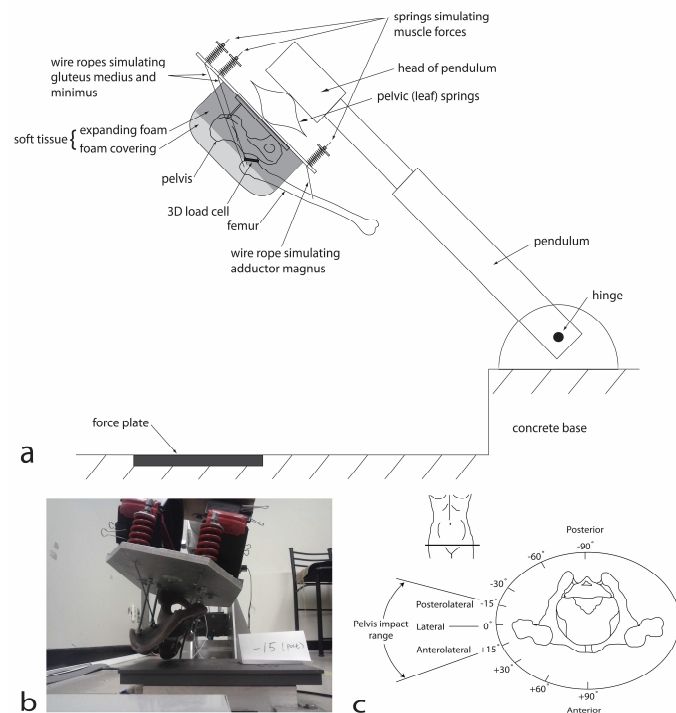 springs simulating
muscle forces
wire ropes simulating
gluteus medius and
minimus
head of pendulum
pelvic (leaf) springs
soft tissue { expanding foam
foam covering
pelvis
3D load cell
femur
wire rope simulating
adductor magnus
pendulum
hinge
force plate
concrete base
a
-15 (post)
b
Posterior
-90°
-60°
-30°
Posterolateral -15°
Pelvis impact
range
Lateral 0°
Anterolateral +15°
+30°
+60°
+90°
Anterior
c